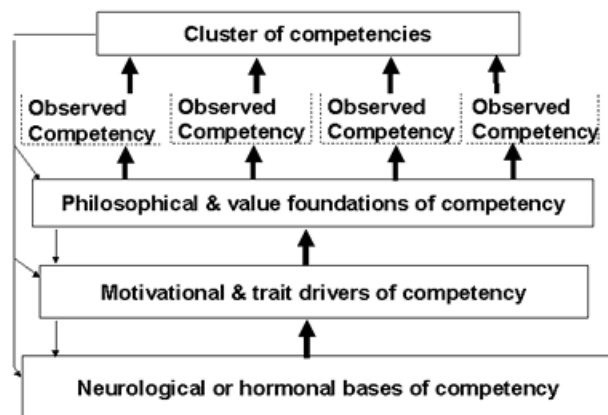 Cluster of competencies
Observed Competency
Observed Competency
Observed Competency
Observed Competency
Philosophical & value foundations of competency
Motivational & trait drivers of competency
Neurological or hormonal bases of competency